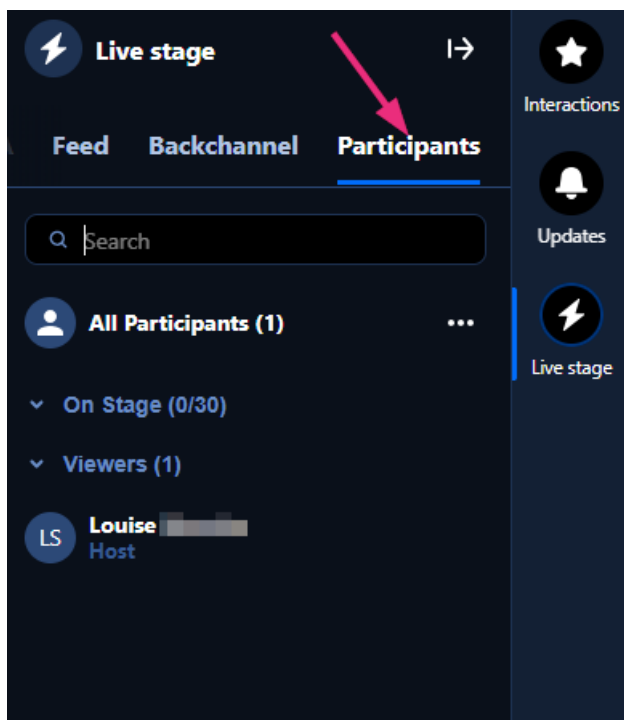 Live stage
Feed Backchannel Participants
Search
All Participants (1)
On Stage (0/30)
Viewers (1)
LS Louise
Host
Interactions
Updates
Live stage